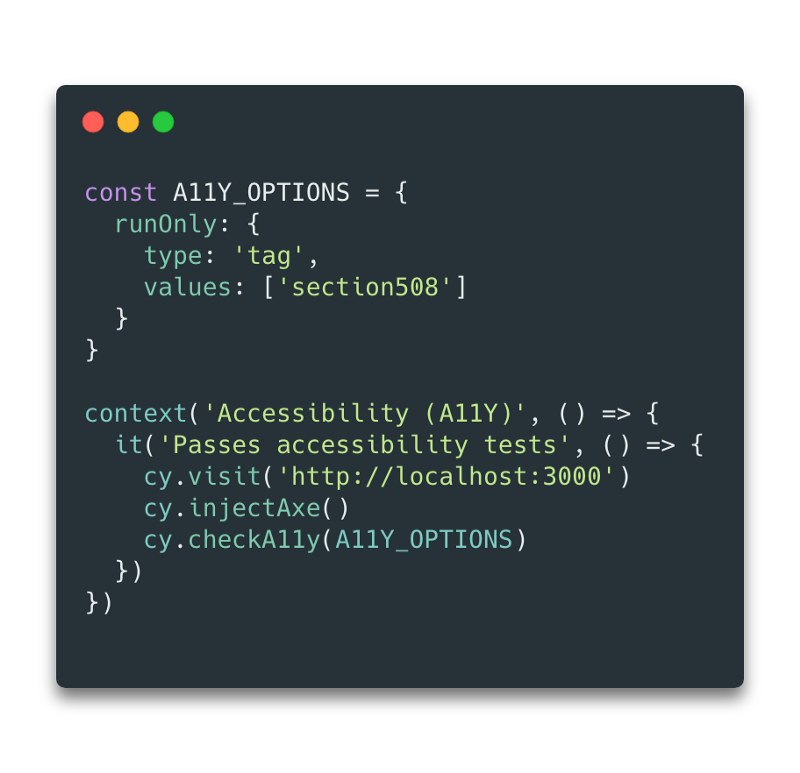 const A11Y_OPTIONS = {
  runOnly: {
    type: 'tag',
    values: ['section508']
  }
}

context('Accessibility (A11Y)', () => {
  it('Passes accessibility tests', () => {
    cy.visit('http://localhost:3000')
    cy.injectAxe()
    cy.checkA11y(A11Y_OPTIONS)
  })
})